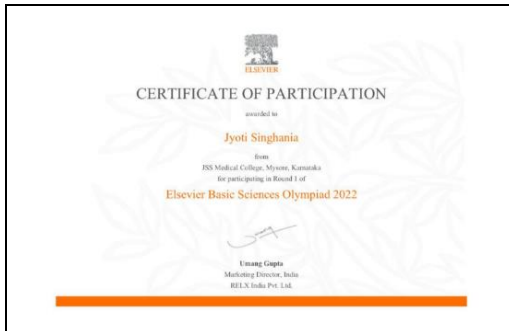 ELSEVIER
CERTIFICATE OF PARTICIPATION
awarded to
Jyoti Singhania
from
JSS Medical College, Mysore, Karnataka
for participating in Round 1 of
Elsevier Basic Sciences Olympiad 2022
Umang Gupta
Marketing Director, India
RELX India Pvt. Ltd.